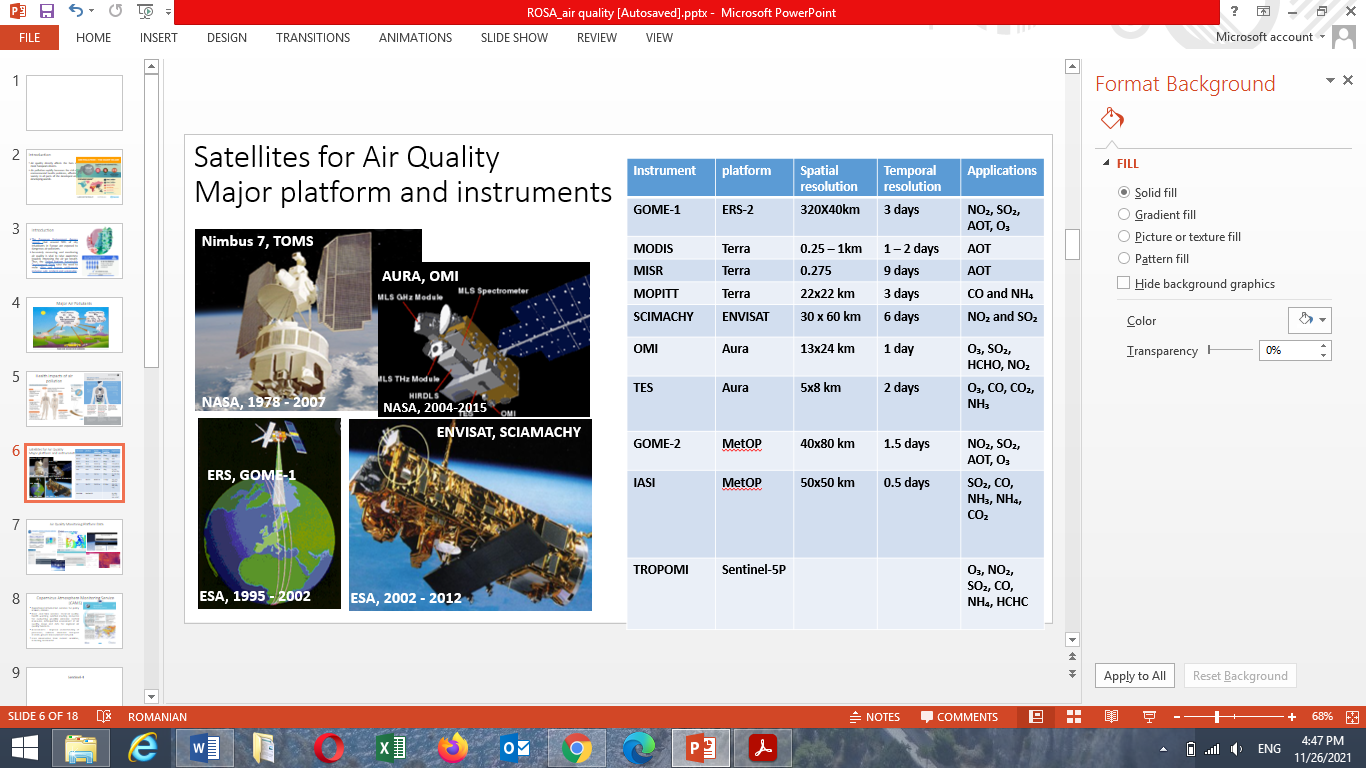 ROSA_air quality [Autosaved].pptx - Microsoft PowerPoint
FILE
HOME
INSERT
DESIGN
TRANSITIONS
ANIMATIONS
SLIDE SHOW
REVIEW
VIEW
Microsoft account
1
2
3
4
5
6
7
8
9
Satellites for Air Quality
Major platform and instruments
Nimbus 7, TOMS
NASA, 1978 - 2007
AURA, OMI
MLS GHz Module
MLS Spectrometer
MLS THz Module
HIRDLS
TES
OMI
NASA, 2004-2015
ERS, GOME-1
ESA, 1995 - 2002
ENVISAT, SCIAMACHY
ESA, 2002 - 2012
Instrument platform Spatial resolution Temporal resolution Applications
GOME-1 ERS-2 320X40km 3 days NO₂, SO₂, AOT, O₃
MODIS Terra 0.25 – 1km 1 – 2 days AOT
MISR Terra 0.275 9 days AOT
MOPITT Terra 22x22 km 3 days CO and NH₄
SCIMACHY ENVISAT 30 x 60 km 6 days NO₂ and SO₂
OMI Aura 13x24 km 1 day O₃, SO₂, HCHO, NO₂
TES Aura 5x8 km 2 days O₃, CO, CO₂, NH₃
GOME-2 MetOP 40x80 km 1.5 days NO₂, SO₂, AOT, O₃
IASI MetOP 50x50 km 0.5 days SO₂, CO, NH₃, NH₄, CO₂
TROPOMI Sentinel-5P O₃, NO₂, SO₂, CO, NH₄, HCHC
Format Background
FILL
Solid fill
Gradient fill
Picture or texture fill
Pattern fill
Hide background graphics
Color
Transparency
0%
Apply to All
Reset Background
SLIDE 6 OF 18
ROMANIAN
NOTES
COMMENTS
68%
ENG
4:47 PM
11/26/2021